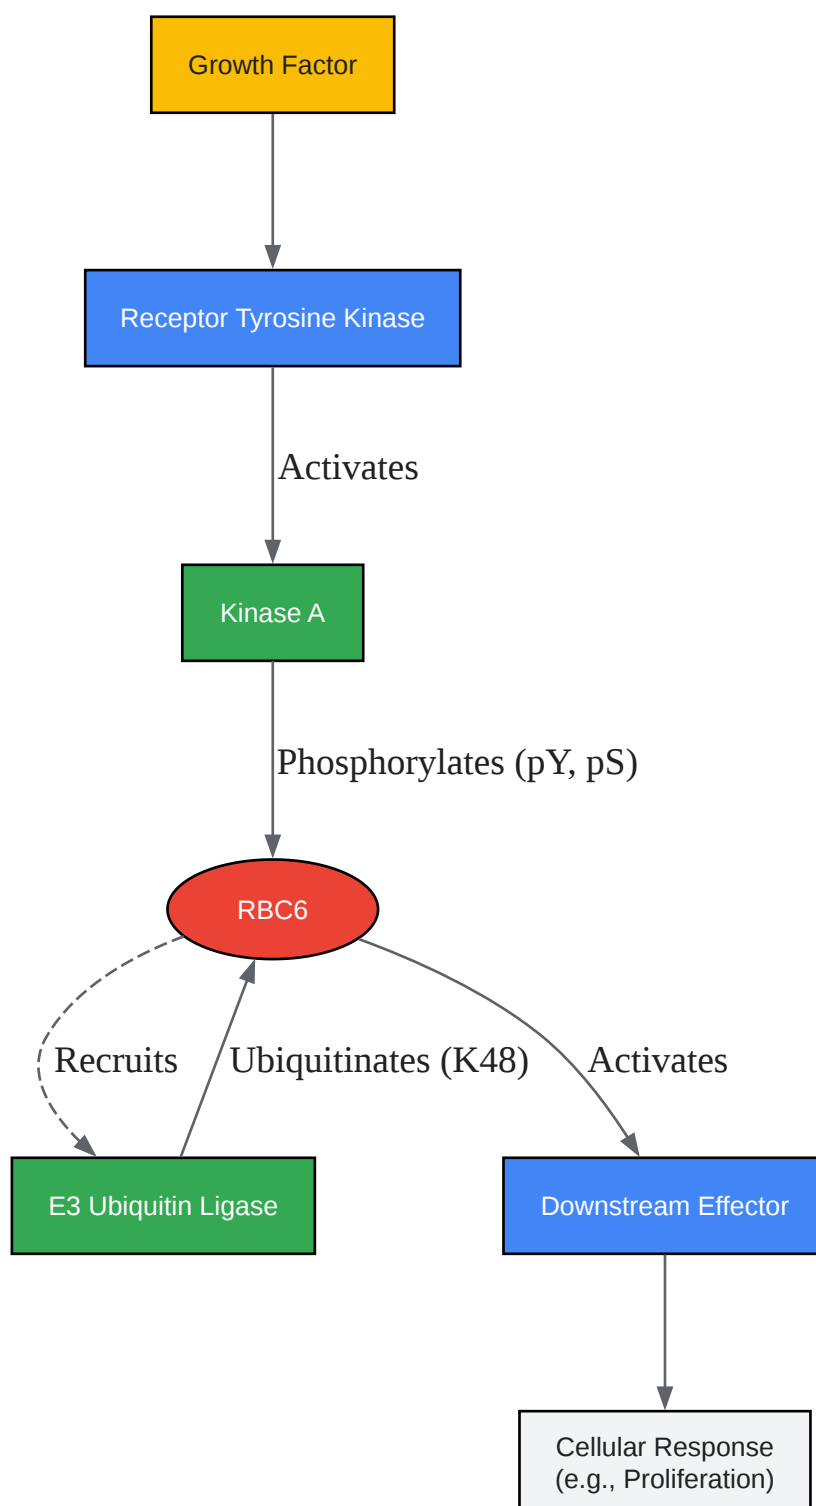 Growth Factor
Receptor Tyrosine Kinase
Activates
Kinase A
Phosphorylates (pY, pS)
RBC6
Recruits
Ubiquitinates (K48)
Activates
E3 Ubiquitin Ligase
Downstream Effector
Cellular Response
(e.g., Proliferation)